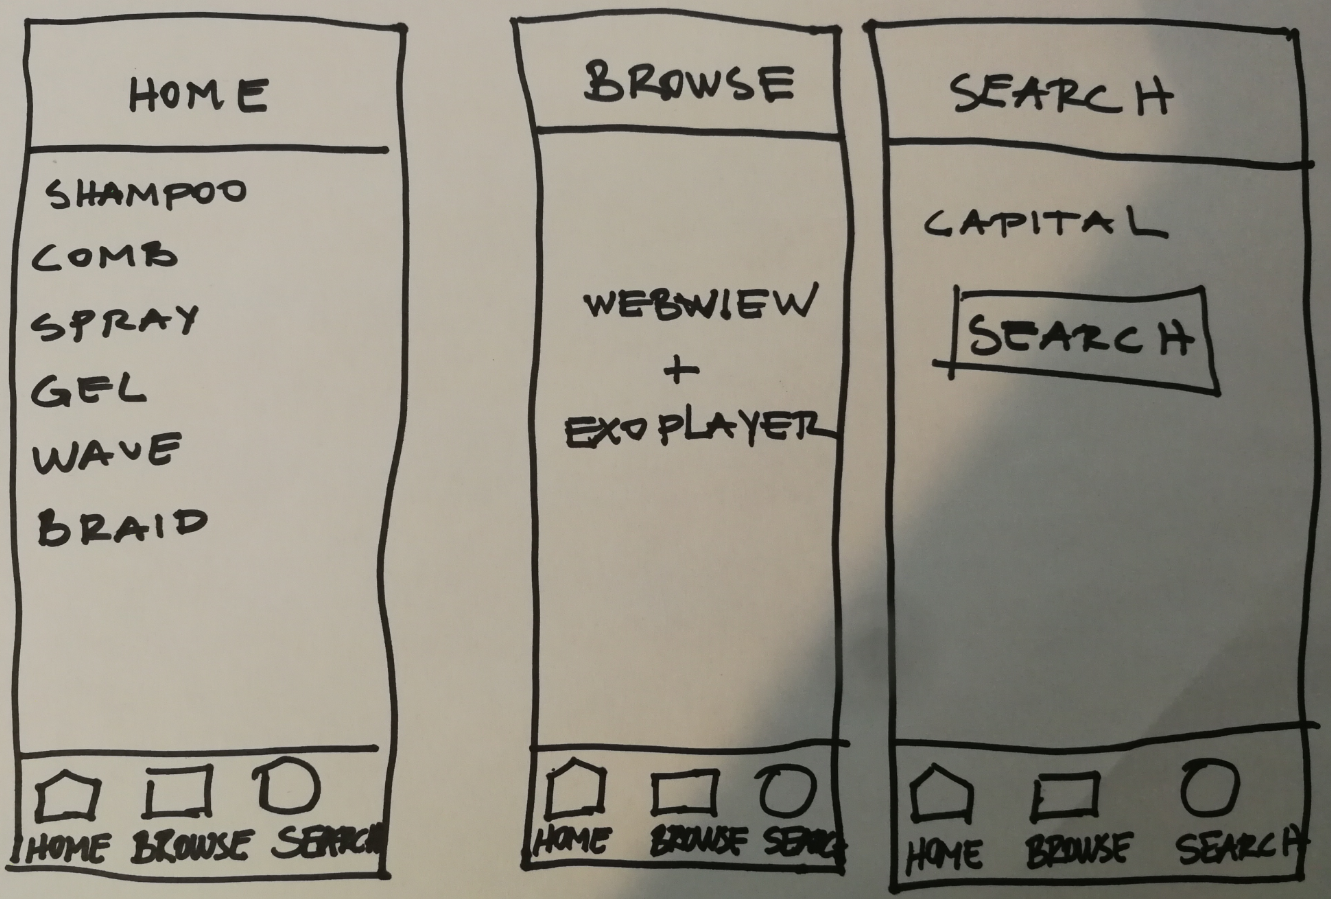 HOME
SHAMPOO
COMB
SPRAY
GEL
WAVE
BRAID
HOME BROWSE SEARCH
BROWSE
WEBWIEW
+
EXOPLAYER
HOME BROWSE SEARCH
SEARCH
CAPITAL
SEARCH
HOME BROWSE SEARCH